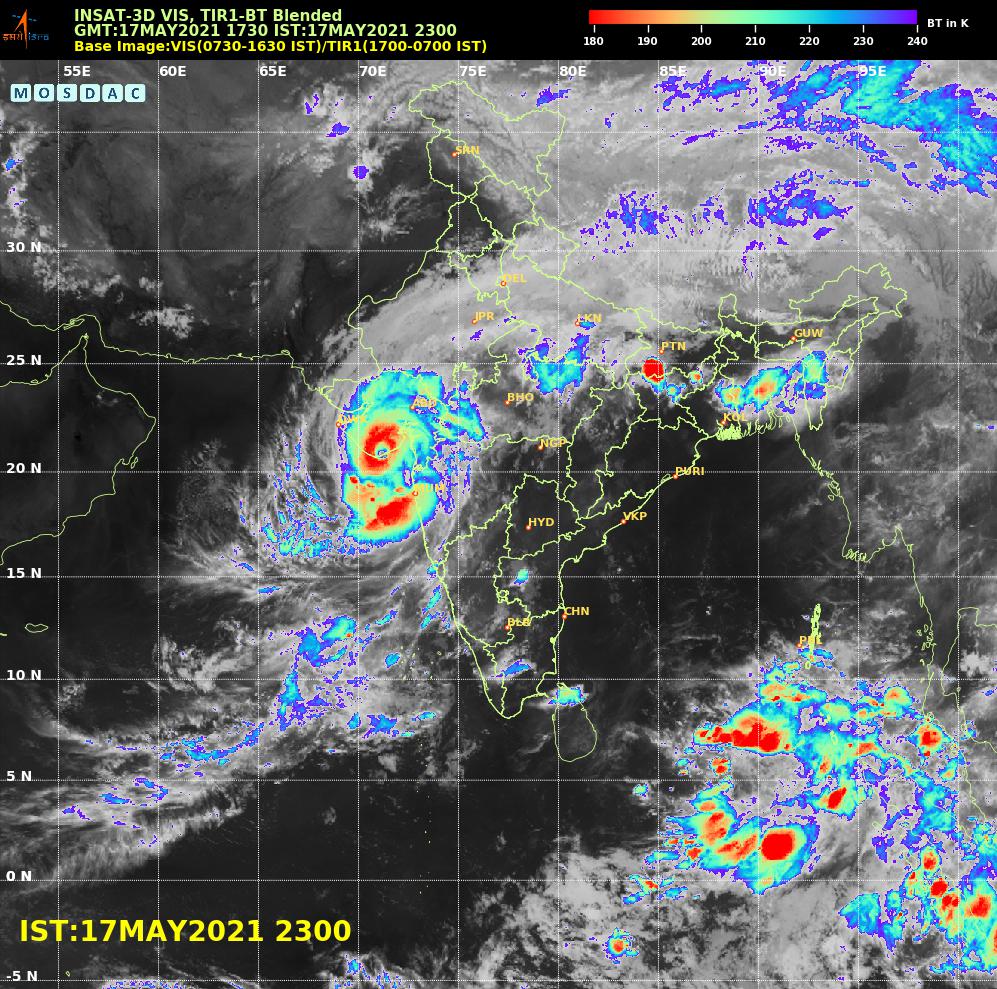 INSAT-3D VIS, TIR1-BT Blended
GMT:17MAY2021 1730 IST:17MAY2021 2300
Base Image:VIS(0730-1630 IST)/TIR1(1700-0700 IST)
BT in K
180 190 200 210 220 230 240
55E 60E 65E 70E 75E 80E 85E 90E 95E
MOSDAC
SRN
30 N
DEL
JPR
LKN
GUW
PTN
25 N
BHO
KOL
NGP
20 N
PURI
HYD
VKP
15 N
BLB
CHN
PBL
10 N
5 N
0 N
IST:17MAY2021 2300
-5 N